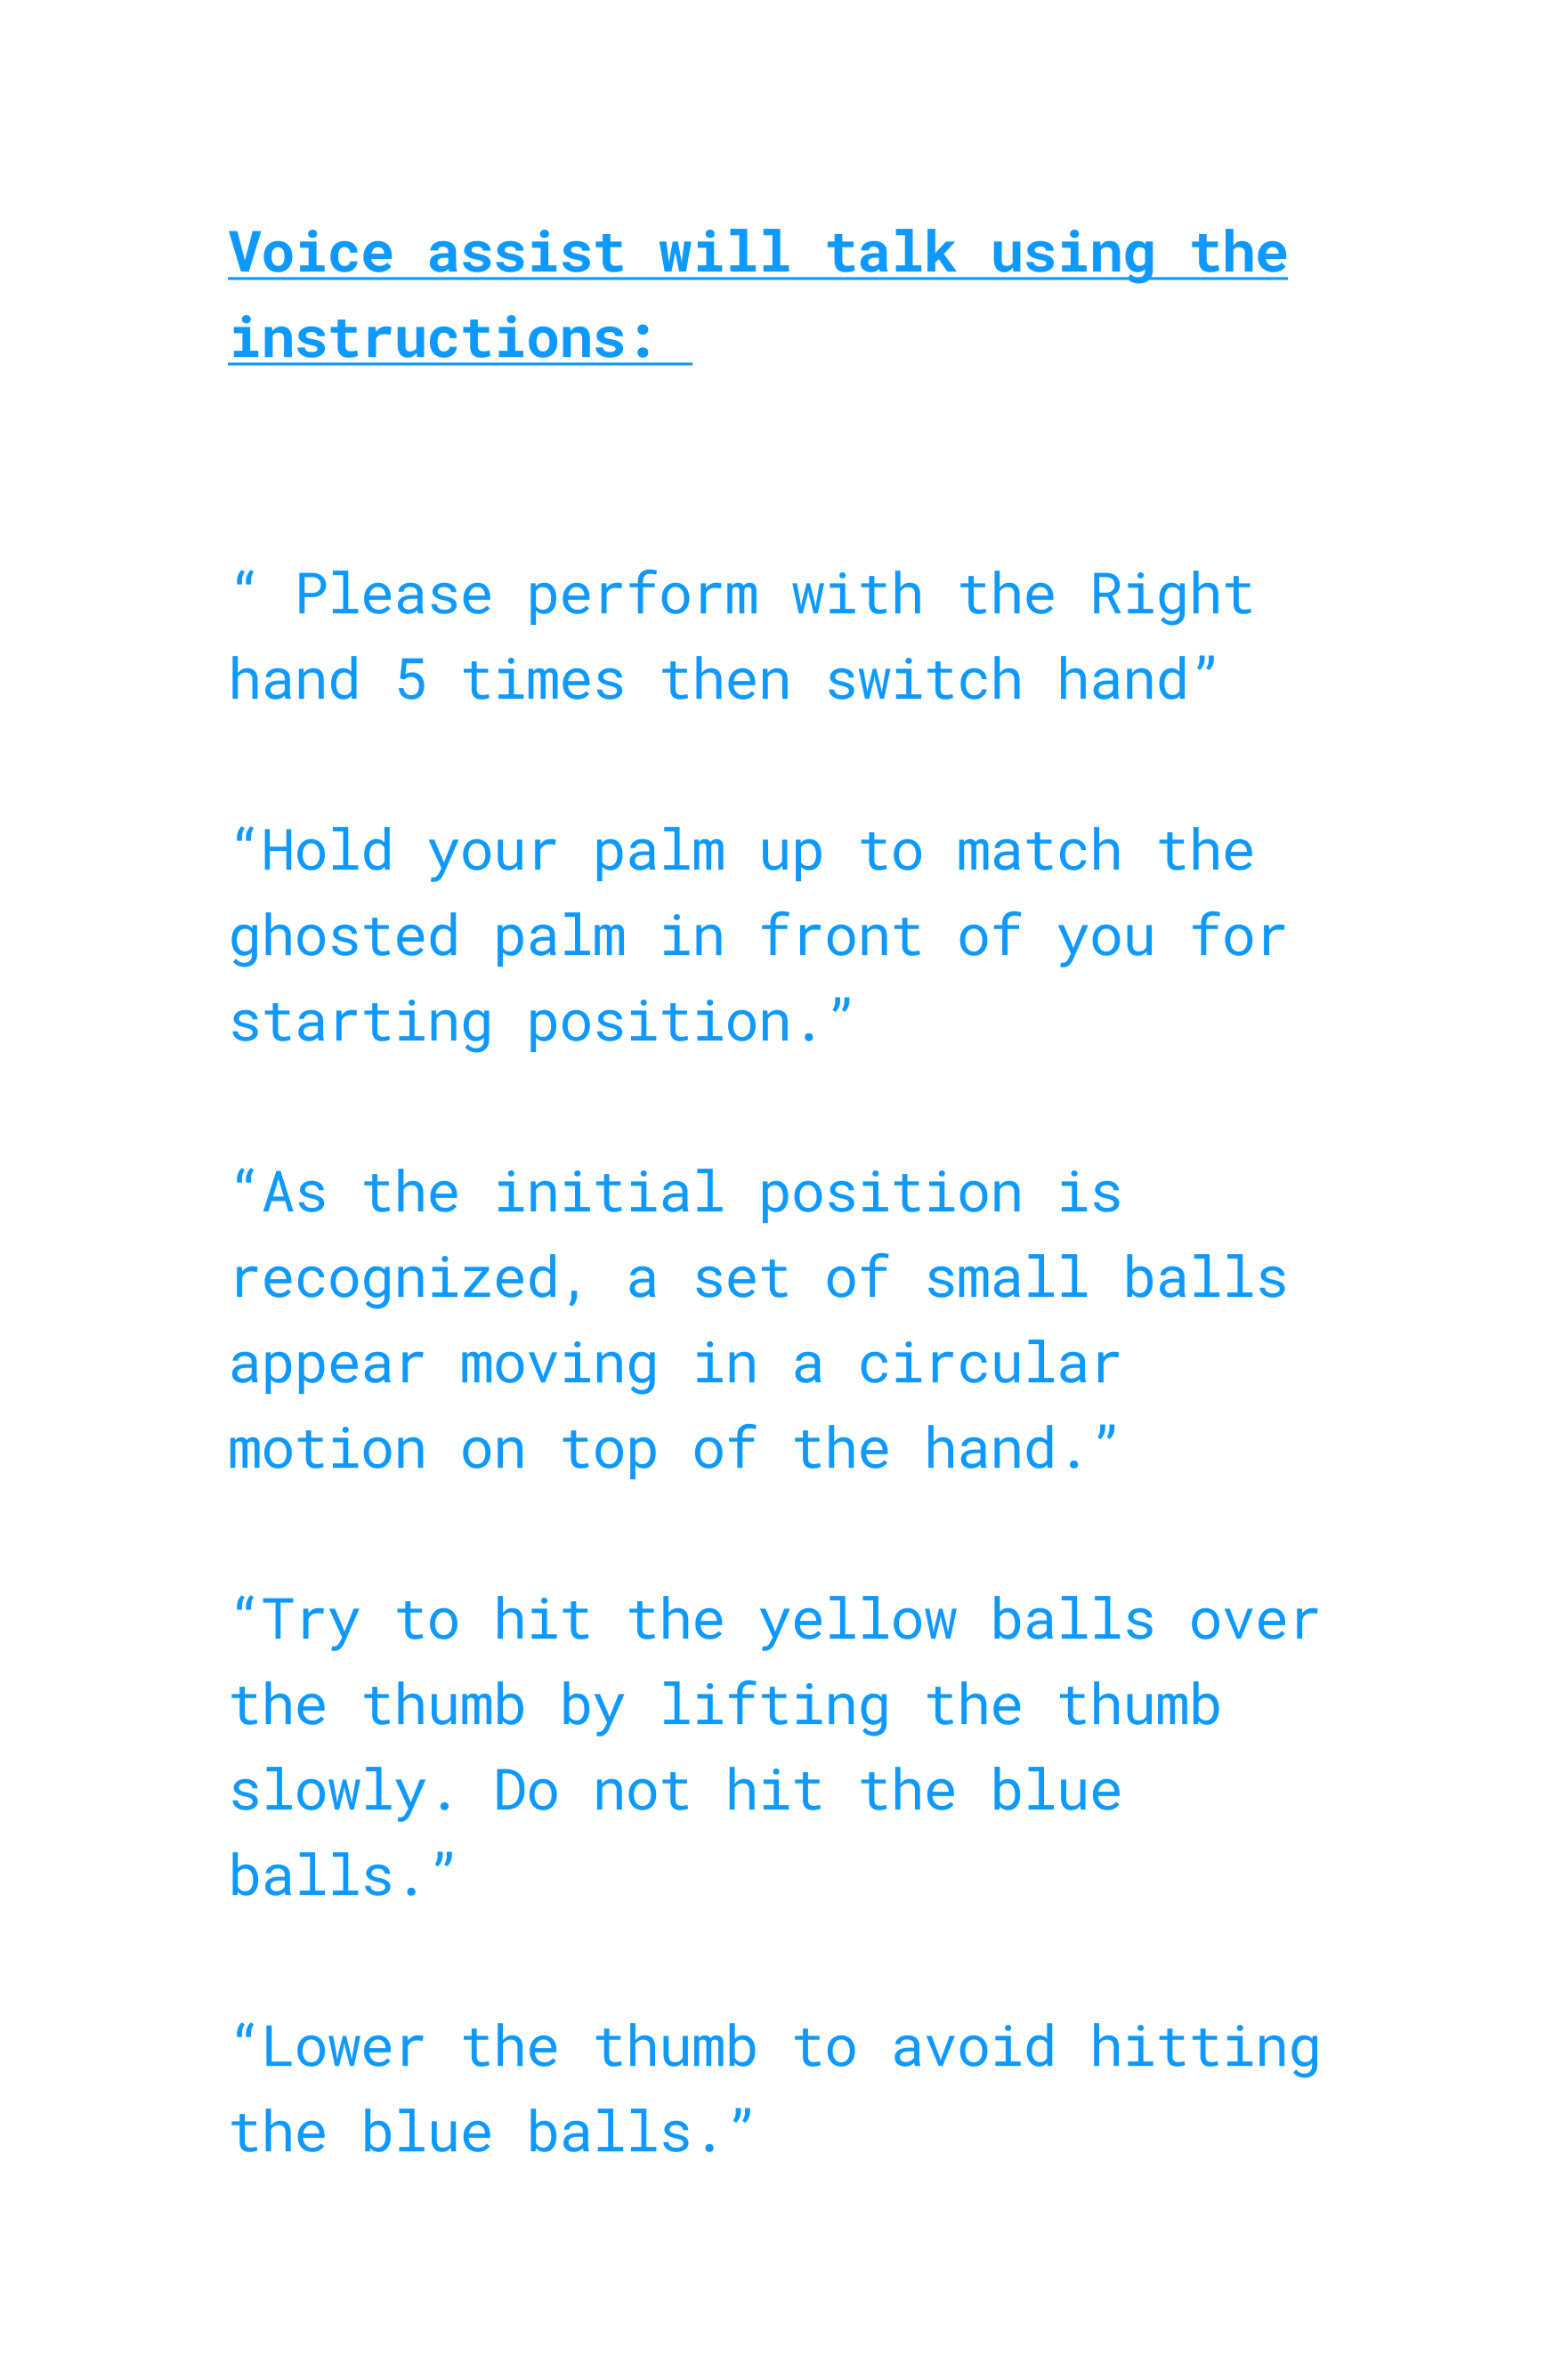 Voice assist will talk using the
instructions:
“ Please perform with the Right
hand 5 times then switch hand”
“Hold your palm up to match the
ghosted palm in front of you for
starting position.”
“As the initial position is
recognized, a set of small balls
appear moving in a circular
motion on top of the hand.”
“Try to hit the yellow balls over
the thumb by lifting the thumb
slowly. Do not hit the blue
balls.”
“Lower the thumb to avoid hitting
the blue balls.”